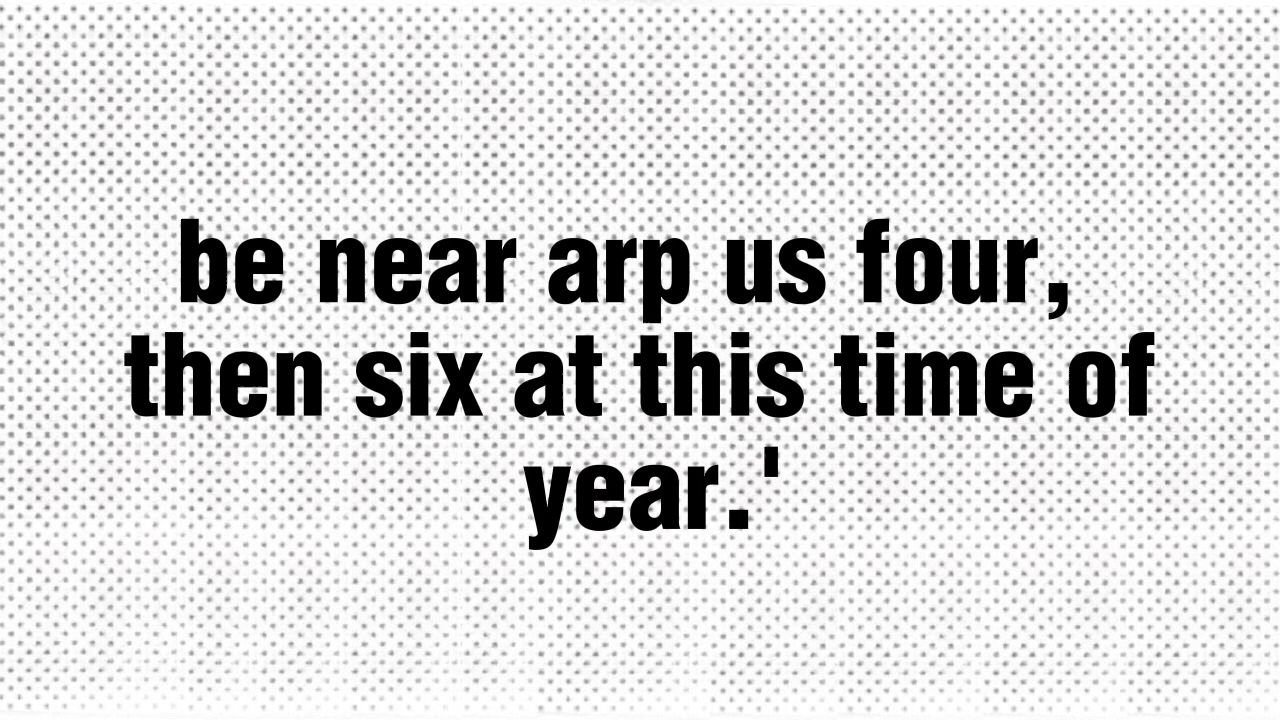 be near arp us four,
then six at this time of
year.'